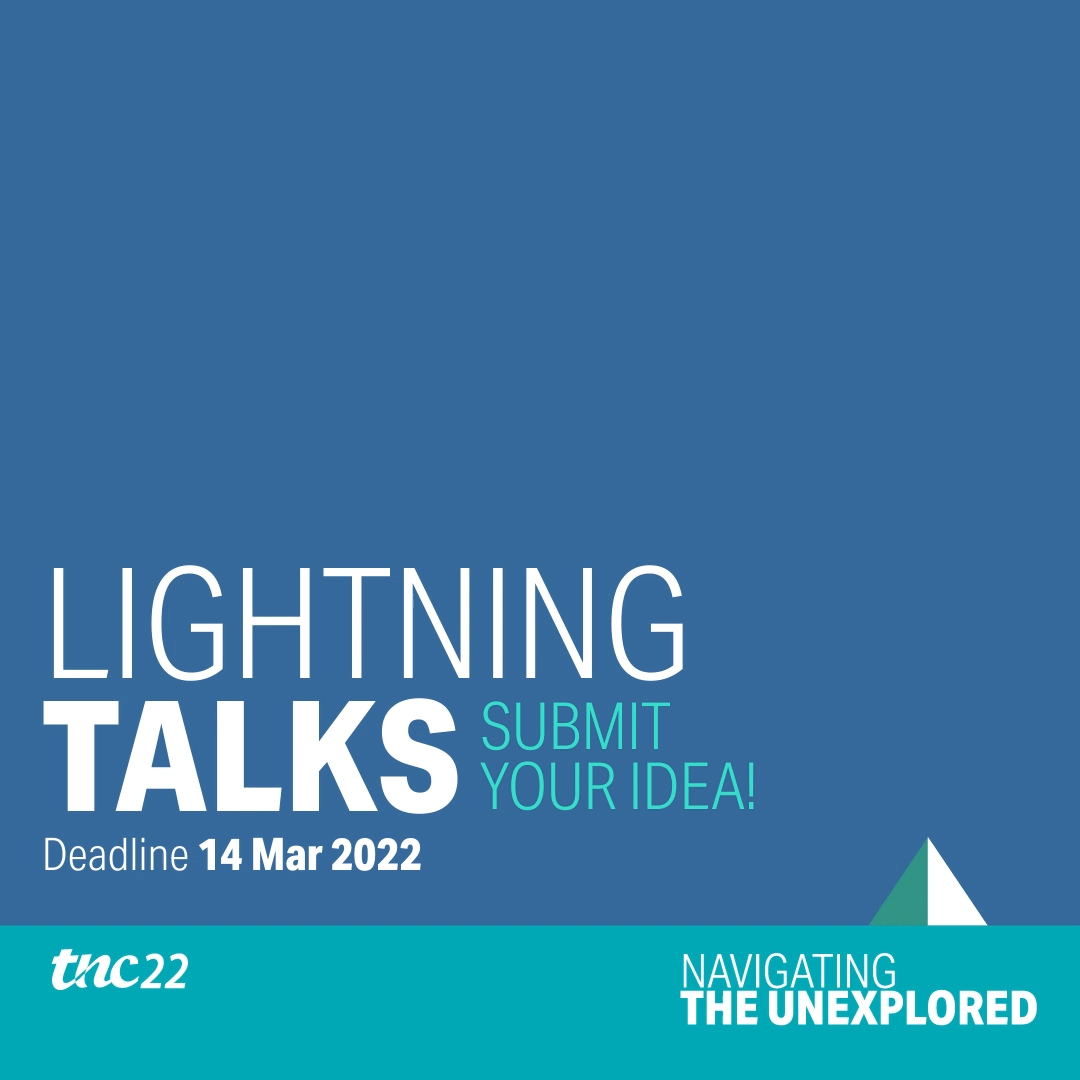 LIGHTNING
TALKS
SUBMIT
YOUR IDEA!
Deadline 14 Mar 2022
tnc22
NAVIGATING
THE UNEXPLORED